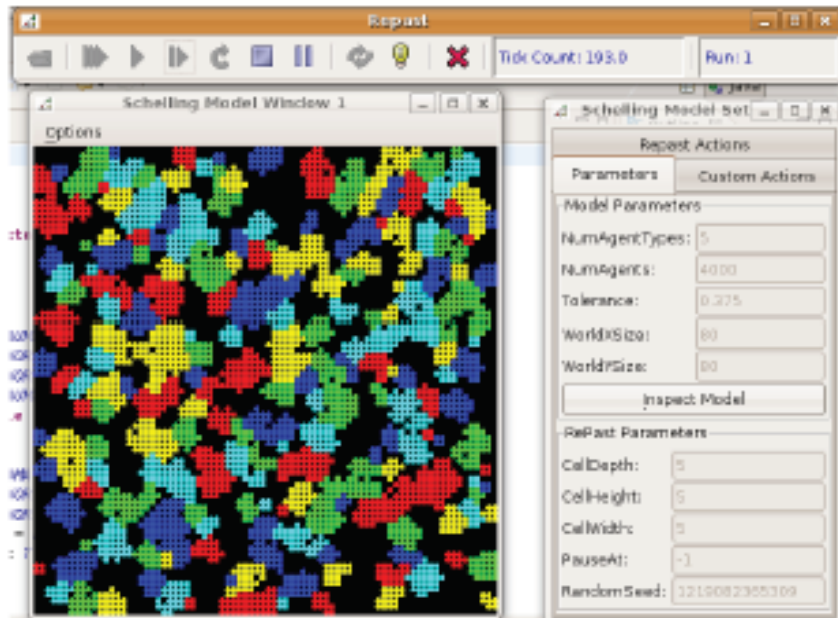 Repast
Tick Count: 193.0
Run: 1
Java
Schelling Model Window 1
Options
Schelling Model Set
Repast Actions
Parameters
Custom Actions
Model Parameters
NumAgentTypes: 5
NumAgents: 4000
Tolerance: 0.375
WorldXSize: 80
WorldYSize: 80
Inspect Model
RePast Parameters
CellDepth: 5
CellHeight: 5
CellWidth: 5
PauseAt: -1
RandomSeed: 1219082365309